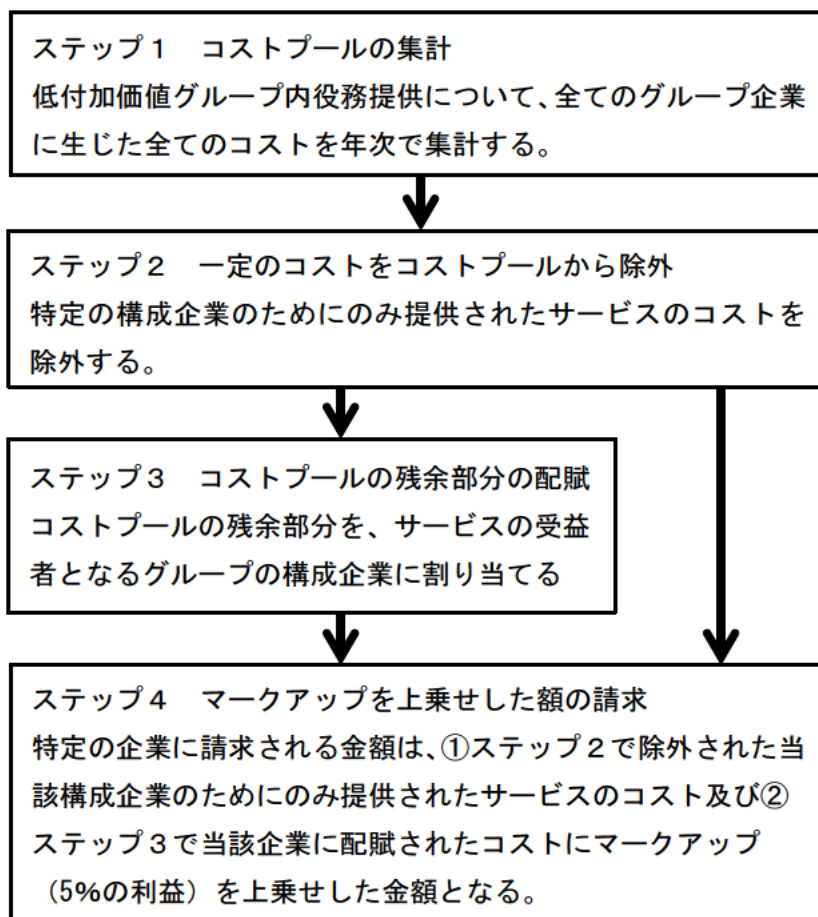 ステップ１　コストプールの集計
低付加価値グループ内役務提供について、全てのグループ企業
に生じた全てのコストを年次で集計する。
ステップ２　一定のコストをコストプールから除外
特定の構成企業のためにのみ提供されたサービスのコストを
除外する。
ステップ３　コストプールの残余部分の配賦
コストプールの残余部分を、サービスの受益
者となるグループの構成企業に割り当てる
ステップ４　マークアップを上乗せした額の請求
特定の企業に請求される金額は、①ステップ２で除外された当
該構成企業のためにのみ提供されたサービスのコスト及び②
ステップ３で当該企業に配賦されたコストにマークアップ
（5%の利益）を上乗せした金額となる。